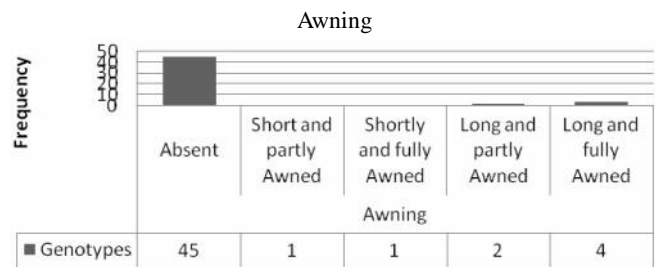 Awning
50
40
30
20
10
0
Frequency
Absent
Short and partly Awned
Shortly and fully Awned
Long and partly Awned
Long and fully Awned
Awning
Genotypes 45 1 1 2 4